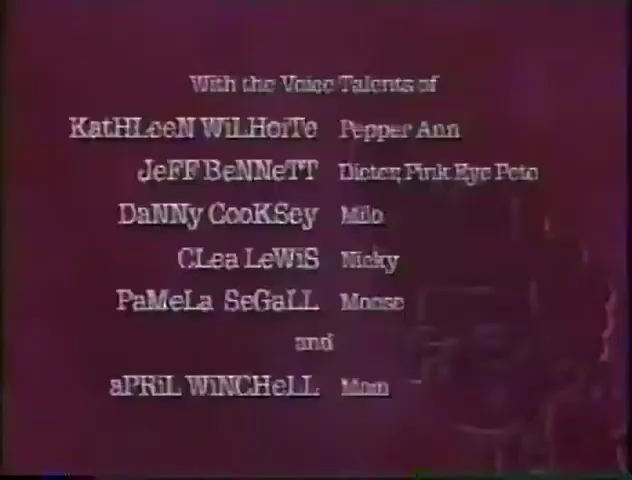 With the Voice Talents of
KatHLeeN WiLHoiTe Pepper Ann
JeFF BeNNeTT Dieter, Pink Eye Pete
DaNNy CooKSey Milo
CLea LeWiS Nicky
PaMeLa SeGaLL Moose
and
aPRiL WiNCHeLL Mom